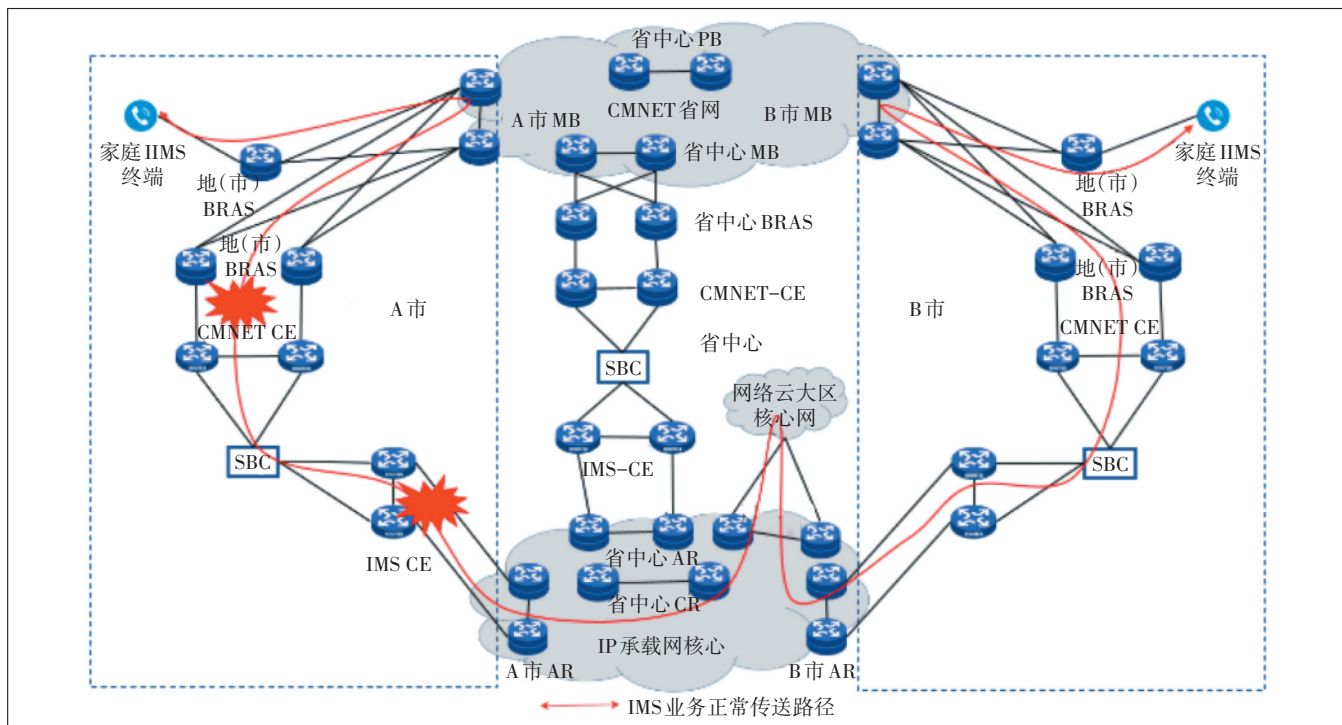 省中心PB
CMNET省网
A市MB
B市MB
省中心MB
家庭IIMS
终端
地(市)
BRAS
家庭IIMS
终端
地(市)
BRAS
省中心BRAS
地(市)
BRAS
地(市)
BRAS
CMNET-CE
A市
B市
CMNET CE
CMNET CE
省中心
SBC
网络云大区
核心网
SBC
SBC
IMS-CE
IMS CE
省中心AR
省中心CR
IP承载网核心
A市AR
B市AR
IMS业务正常传送路径